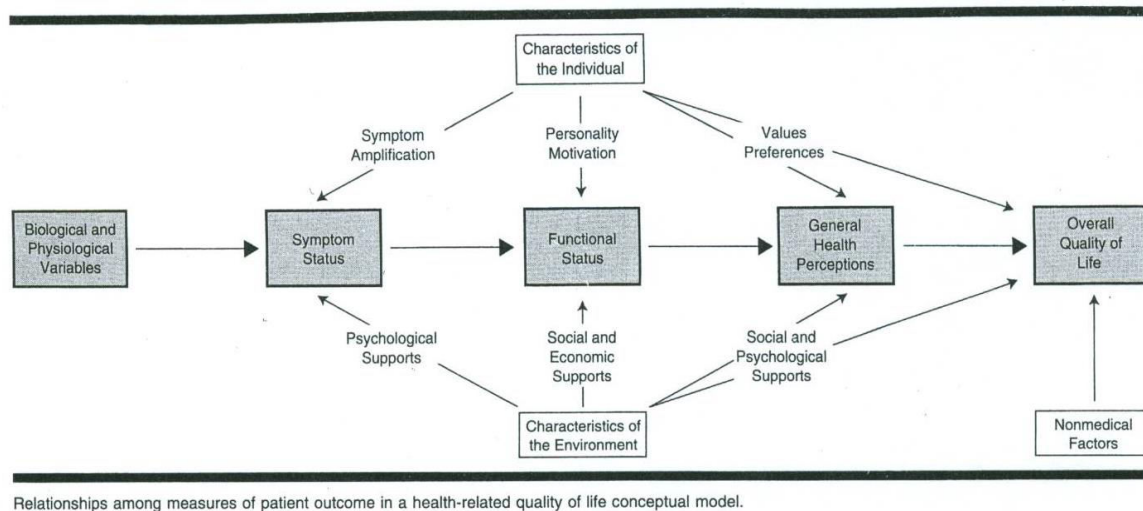 Characteristics of
the Individual
Symptom
Amplification
Personality
Motivation
Values
Preferences
Biological and
Physiological
Variables
Symptom
Status
Functional
Status
General
Health
Perceptions
Overall
Quality of
Life
Psychological
Supports
Social and
Economic
Supports
Social and
Psychological
Supports
Characteristics of
the Environment
Nonmedical
Factors
Relationships among measures of patient outcome in a health-related quality of life conceptual model.